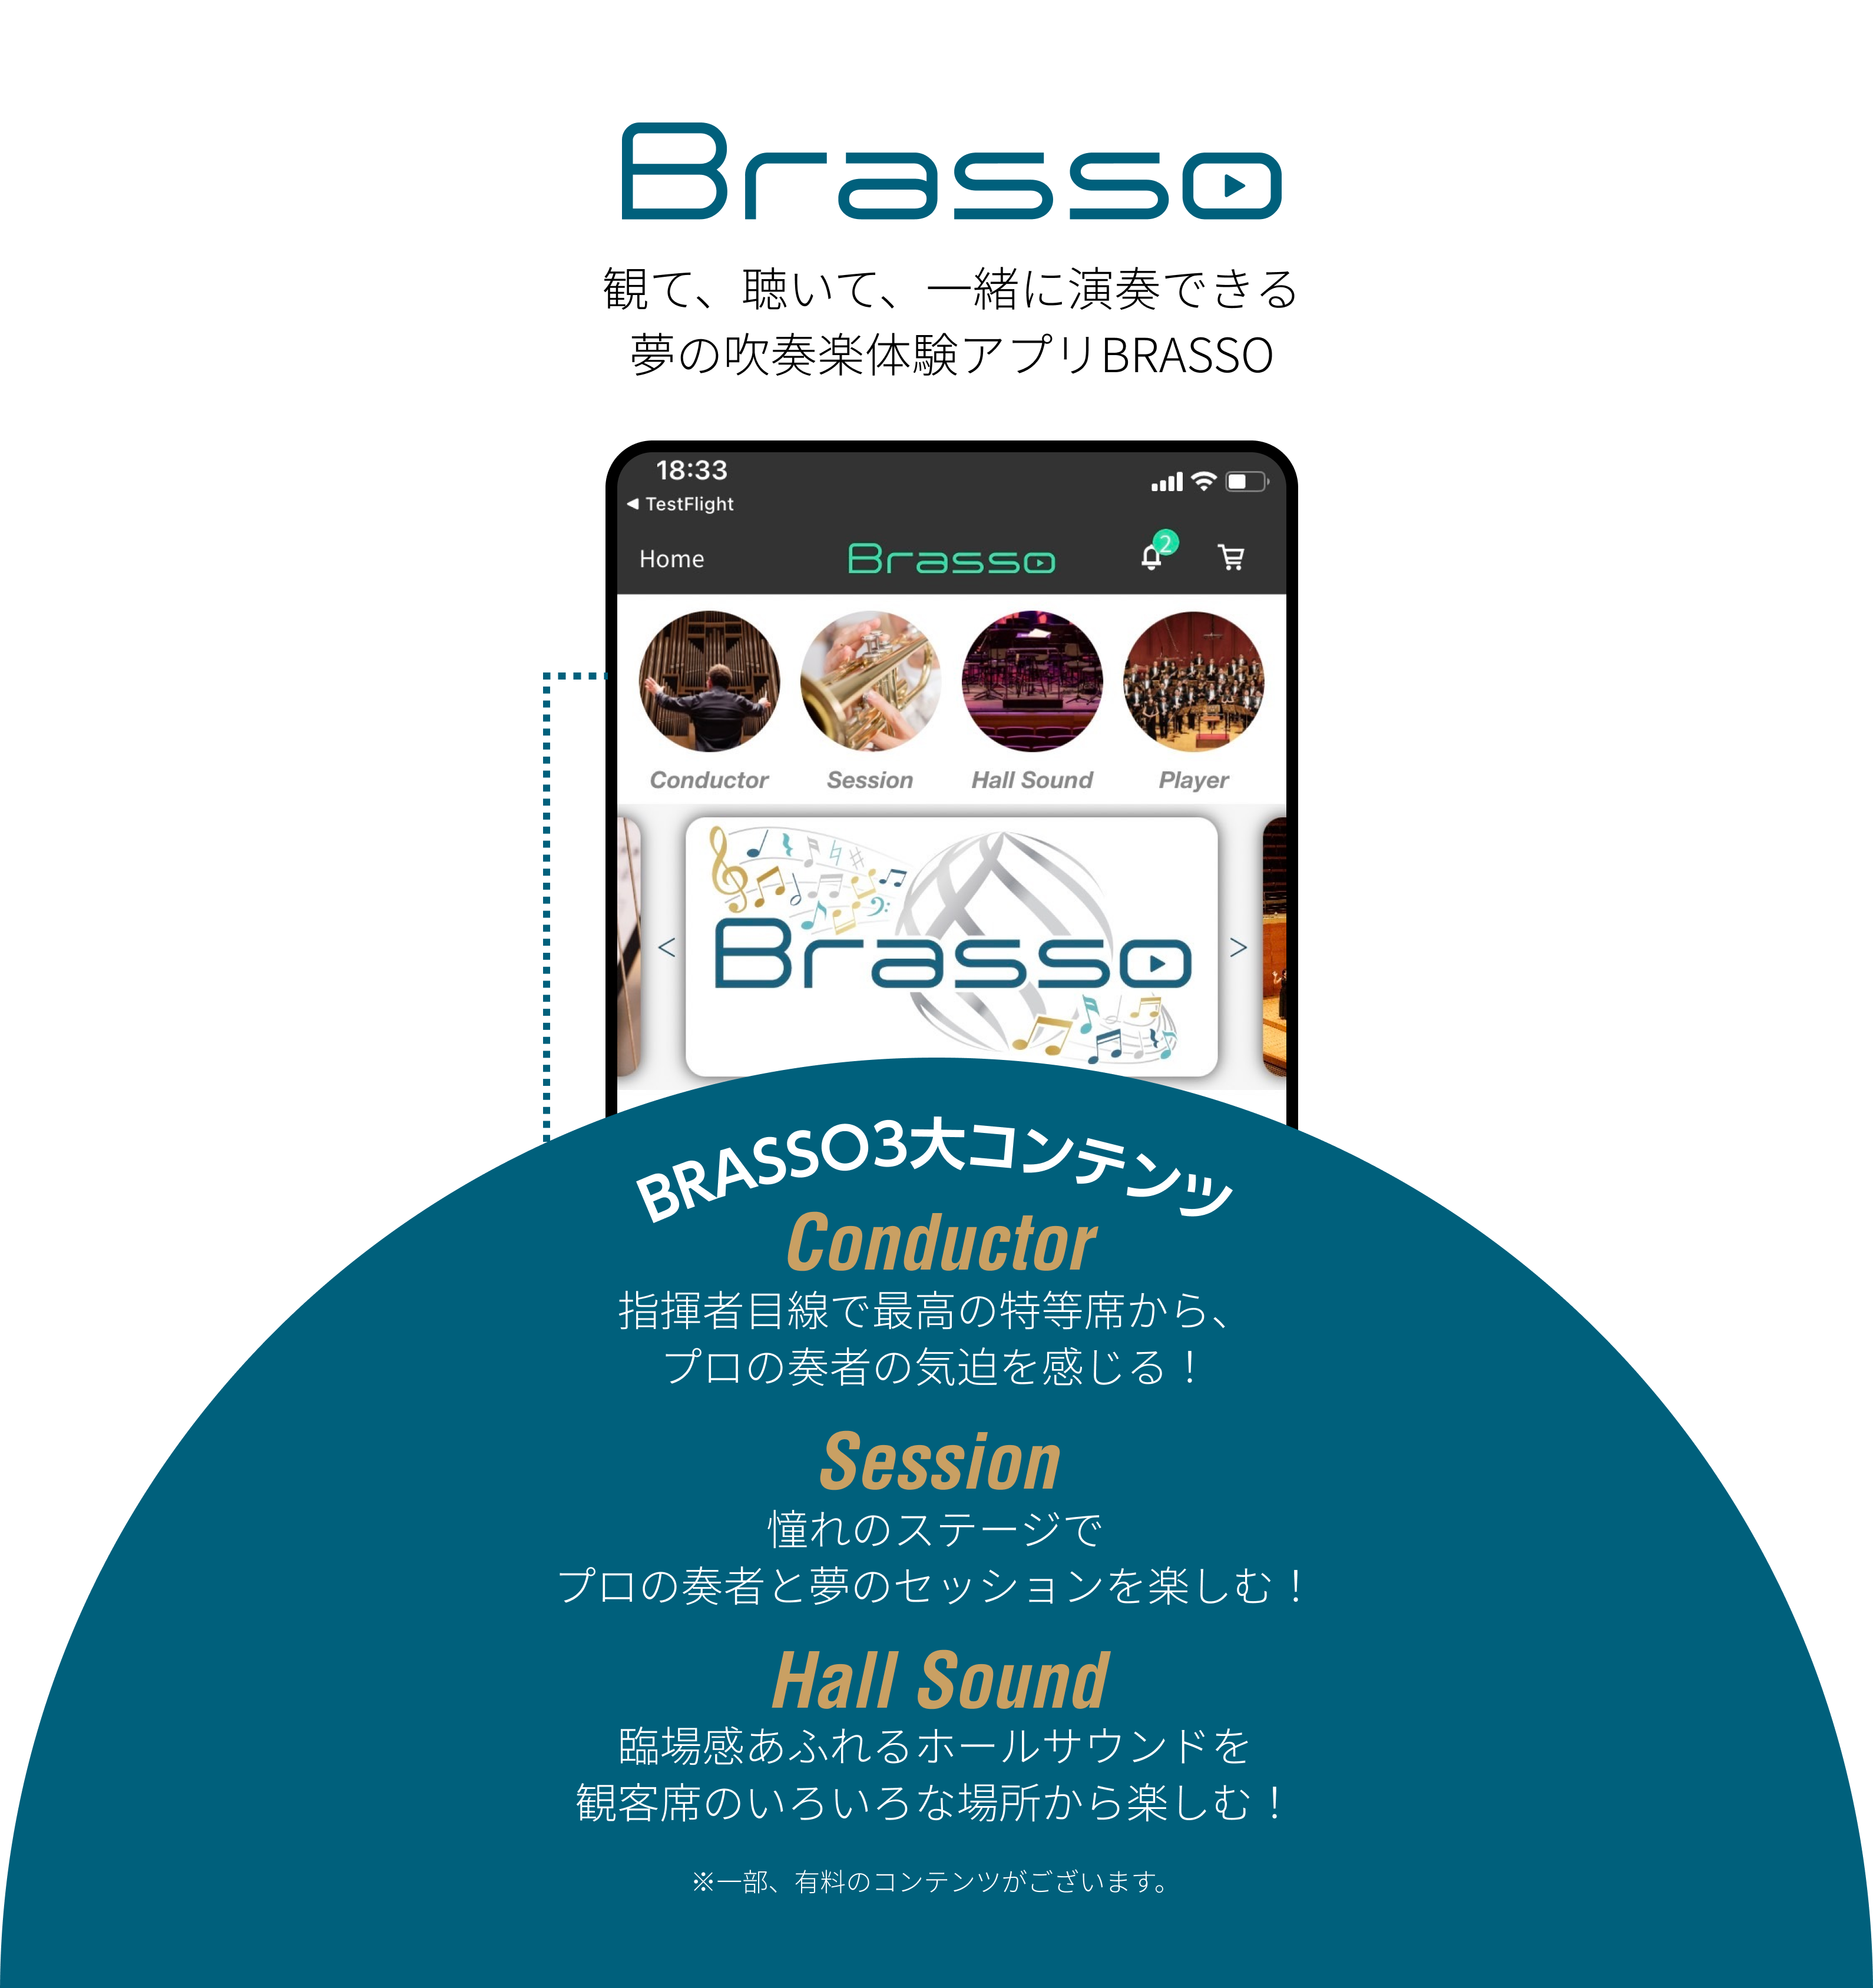 Brasso
観て、聴いて、一緒に演奏できる
夢の吹奏楽体験アプリBRASSO
18:33
◀ TestFlight
Home
Brasso
2
Conductor
Session
Hall Sound
Player
<
Brasso
>
BRASSO3大コンテンツ
Conductor
指揮者目線で最高の特等席から、
プロの奏者の気迫を感じる！
Session
憧れのステージで
プロの奏者と夢のセッションを楽しむ！
Hall Sound
臨場感あふれるホールサウンドを
観客席のいろいろな場所から楽しむ！
※一部、有料のコンテンツがございます。